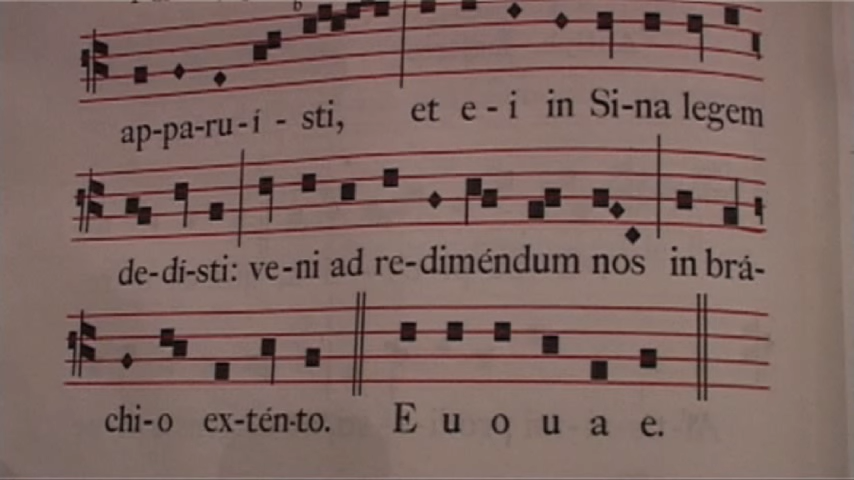 ap-pa-ru-í - sti, et e - i in Si-na legem
de-dí-sti: ve-ni ad re-diméndum nos in brá-
chi-o ex-tén-to. E u o u a e.